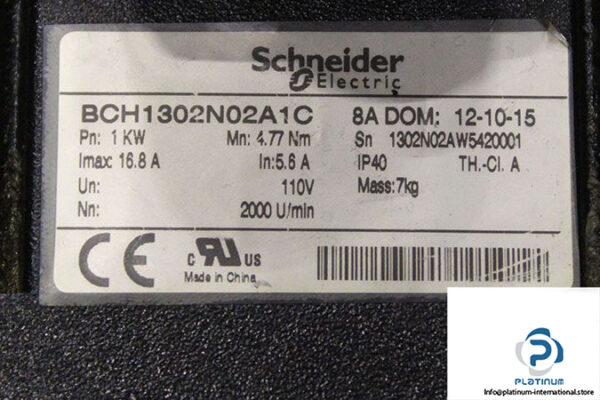 Schneider
Electric
BCH1302N02A1C 8A DOM: 12-10-15
Pn: 1 KW Mn: 4.77 Nm Sn 1302N02AW5420001
Imax: 16.8 A In:5.6 A IP40 TH.-Cl. A
Un: 110V Mass:7kg
Nn: 2000 U/min
CE c RU US
Made in China
PLATINUM
Info@platinum-international.store